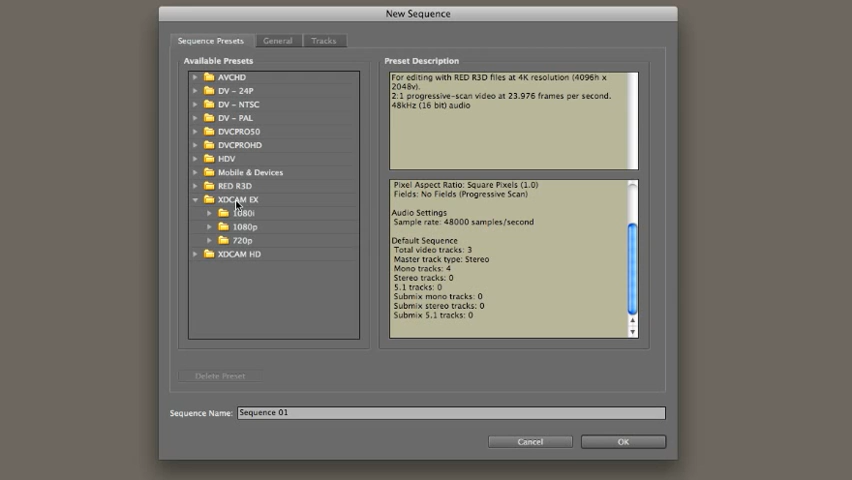 New Sequence
Sequence Presets
General
Tracks
Available Presets
AVCHD
DV - 24P
DV - NTSC
DV - PAL
DVCPRO50
DVCPROHD
HDV
Mobile & Devices
RED R3D
XDCAM EX
1080i
1080p
720p
XDCAM HD
Delete Preset
Preset Description
For editing with RED R3D files at 4K resolution (4096h x
2048v).
2:1 progressive-scan video at 23.976 frames per second.
48kHz (16 bit) audio
Pixel Aspect Ratio: Square Pixels (1.0)
Fields: No Fields (Progressive Scan)
Audio Settings
Sample rate: 48000 samples/second
Default Sequence
Total video tracks: 3
Master track type: Stereo
Mono tracks: 4
Stereo tracks: 0
5.1 tracks: 0
Submix mono tracks: 0
Submix stereo tracks: 0
Submix 5.1 tracks: 0
Sequence Name: Sequence 01
Cancel
OK